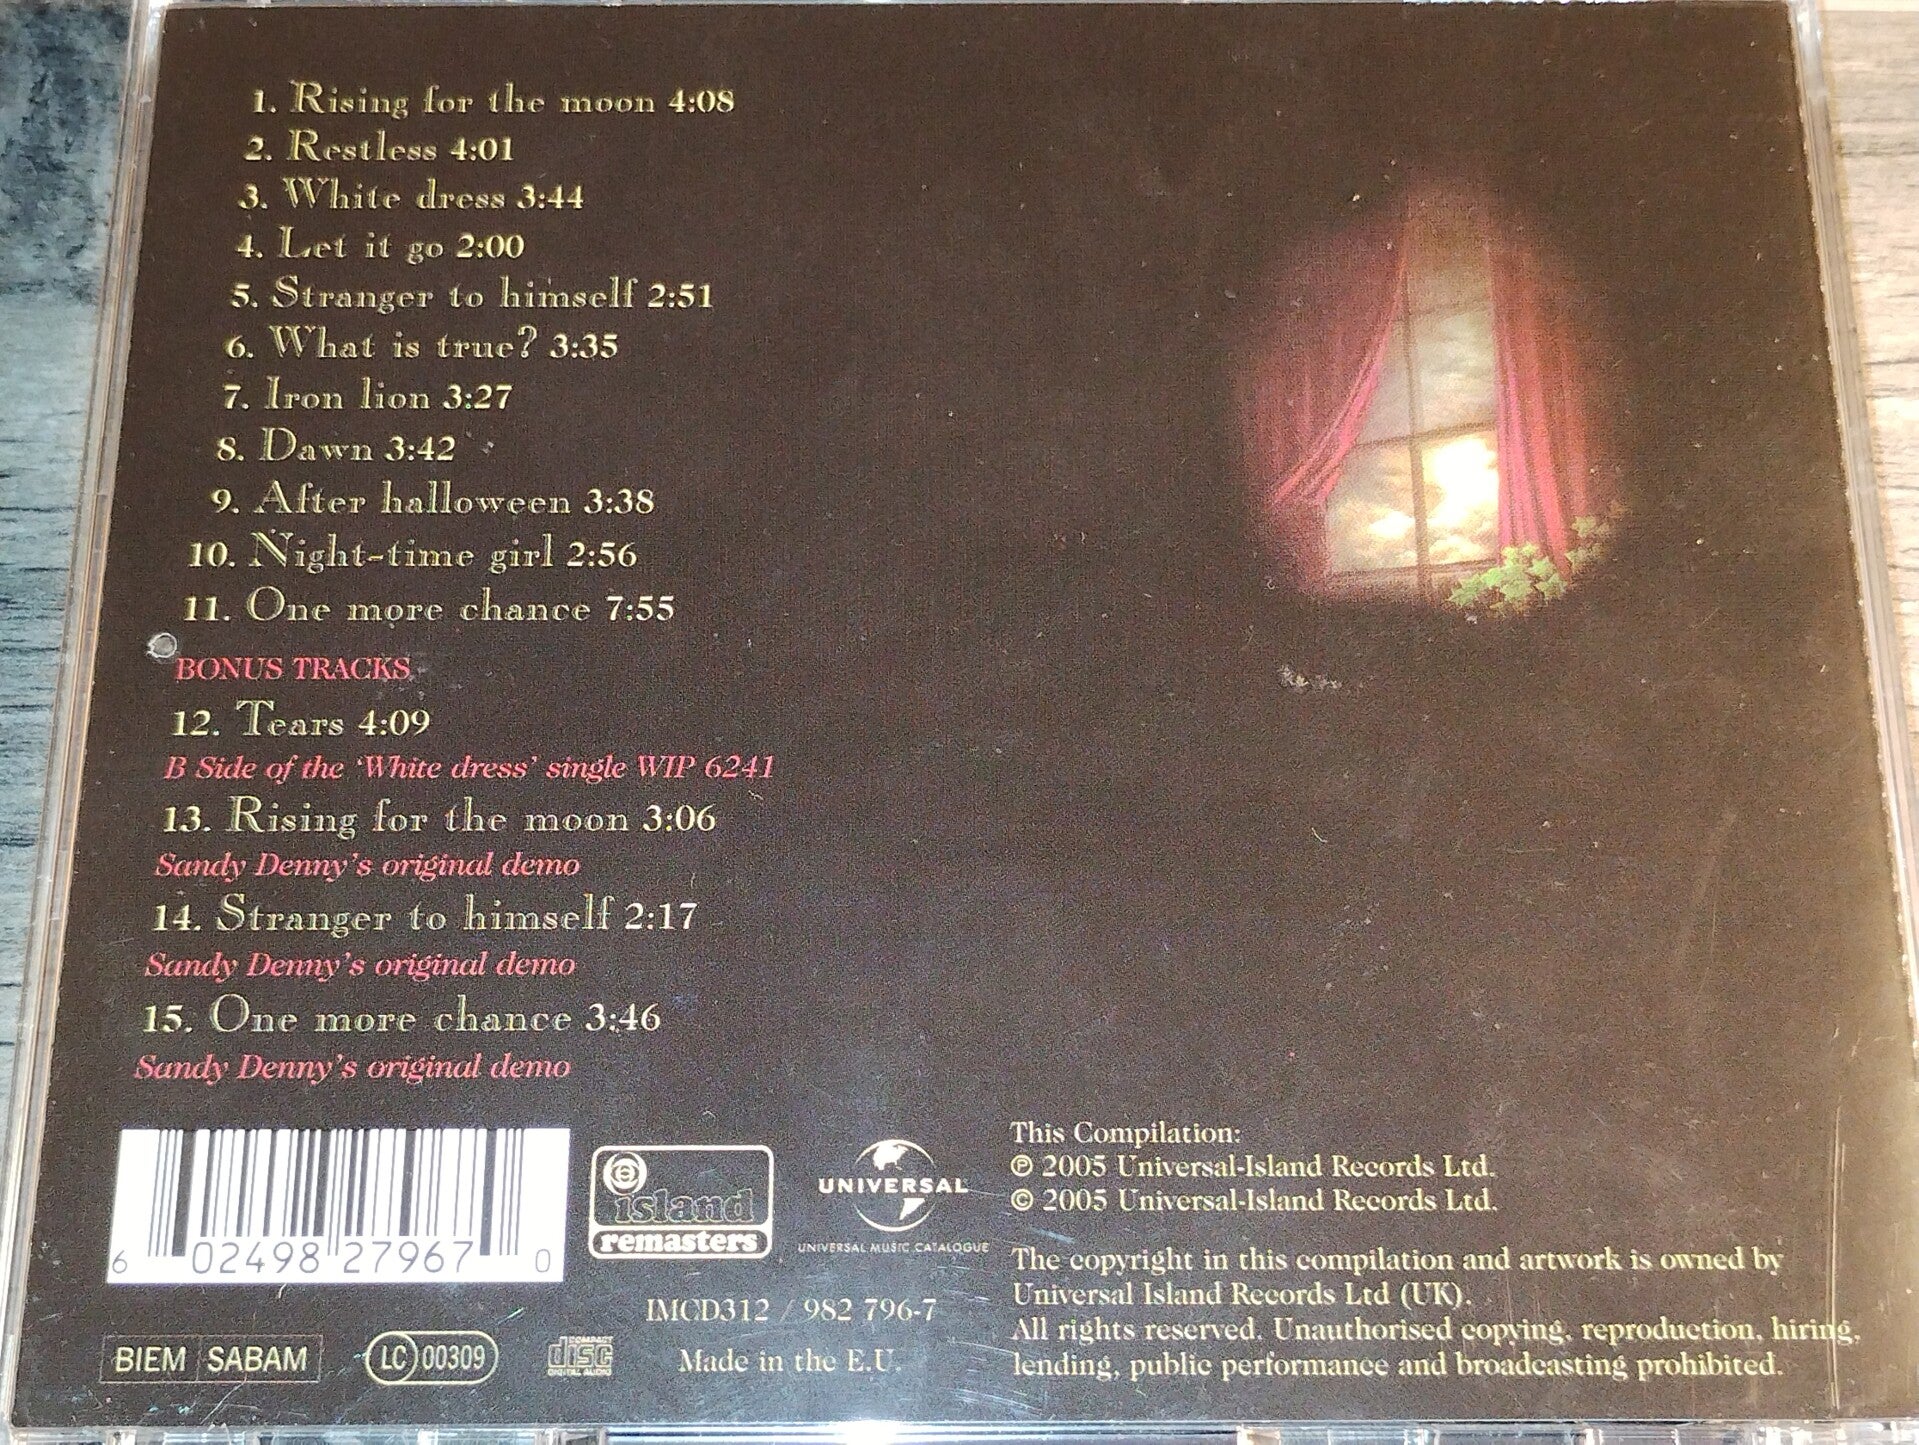 1. Rising for the moon 4:08
2. Restless 4:01
3. White dress 3:44
4. Let it go 2:00
5. Stranger to himself 2:51
6. What is true? 3:35
7. Iron lion 3:27
8. Dawn 3:42
9. After halloween 3:38
10. Night-time girl 2:56
11. One more chance 7:55
BONUS TRACKS
12. Tears 4:09
B Side of the 'White dress' single WIP 6241
13. Rising for the moon 3:06
Sandy Denny's original demo
14. Stranger to himself 2:17
Sandy Denny's original demo
15. One more chance 3:46
Sandy Denny's original demo
6 02498 27967 0
BIEM SABAM
LC 00309
COMPACT
disc
DIGITAL AUDIO
island
remasters
UNIVERSAL
UNIVERSAL MUSIC CATALOGUE
IMCD312 / 982 796-7
Made in the E.U.
This Compilation:
℗ 2005 Universal-Island Records Ltd.
© 2005 Universal-Island Records Ltd.
The copyright in this compilation and artwork is owned by
Universal Island Records Ltd (UK).
All rights reserved. Unauthorised copying, reproduction, hiring,
lending, public performance and broadcasting prohibited.